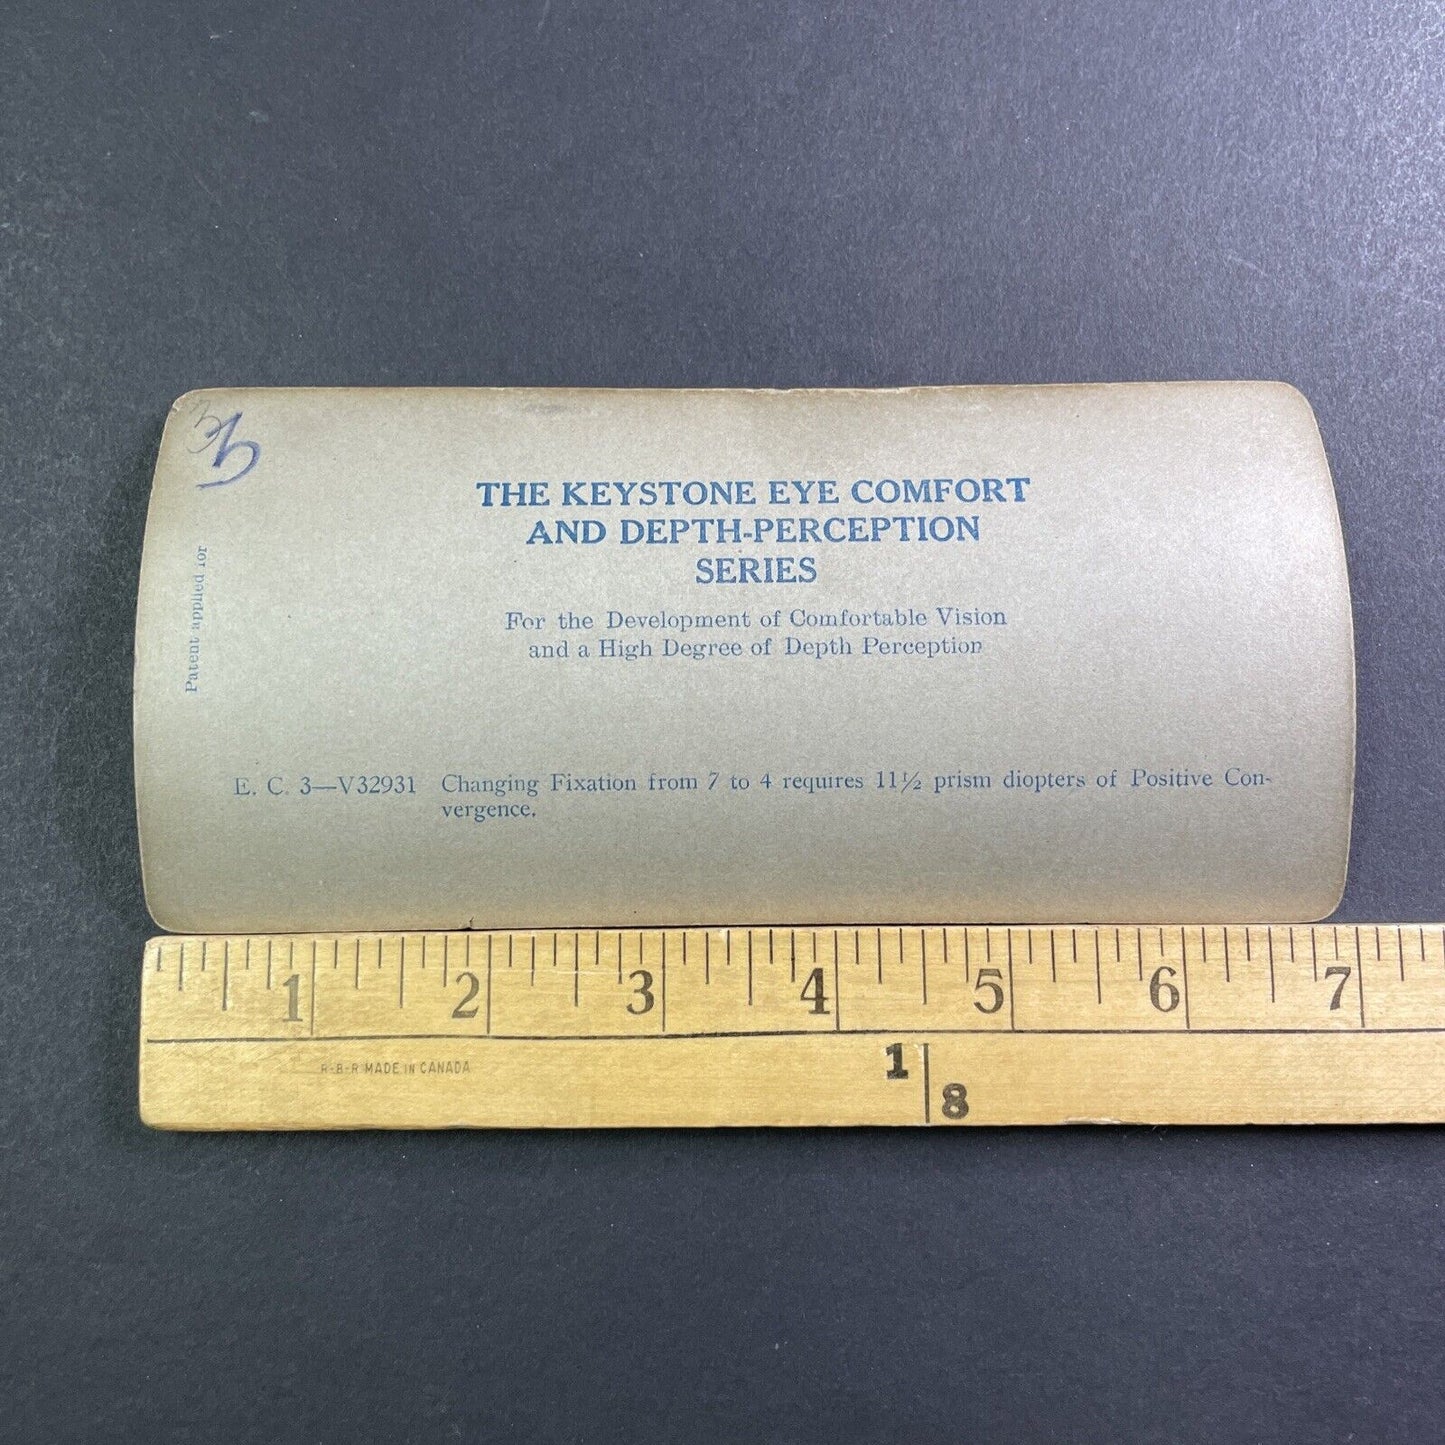 THE KEYSTONE EYE COMFORT
AND DEPTH-PERCEPTION
SERIES
For the Development of Comfortable Vision
and a High Degree of Depth Perception
Patent applied for
E. C. 3—V32931 Changing Fixation from 7 to 4 requires 11½ prism diopters of Positive Con-
vergence.
1 2 3 4 5 6 7
R-B-R MADE IN CANADA
1
8